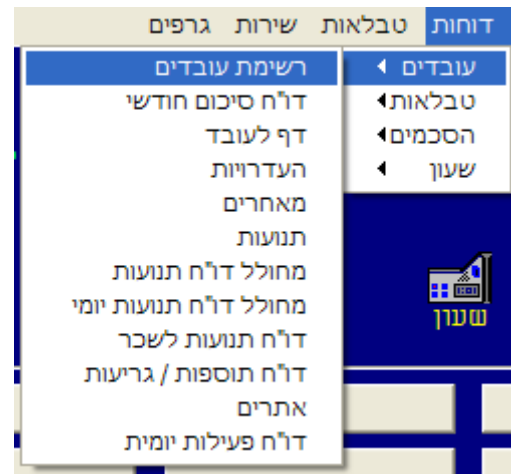 דוחות טבלאות שירות גרפים
עובדים
טבלאות
הסכמים
שעון
רשימת עובדים
דו"ח סיכום חודשי
דף לעובד
העדרויות
מאחרים
תנועות
מחולל דו"ח תנועות
מחולל דו"ח תנועות יומי
דו"ח תנועות לשכר
דו"ח תוספות / גריעות
אתרים
דו"ח פעילות יומית
שעון